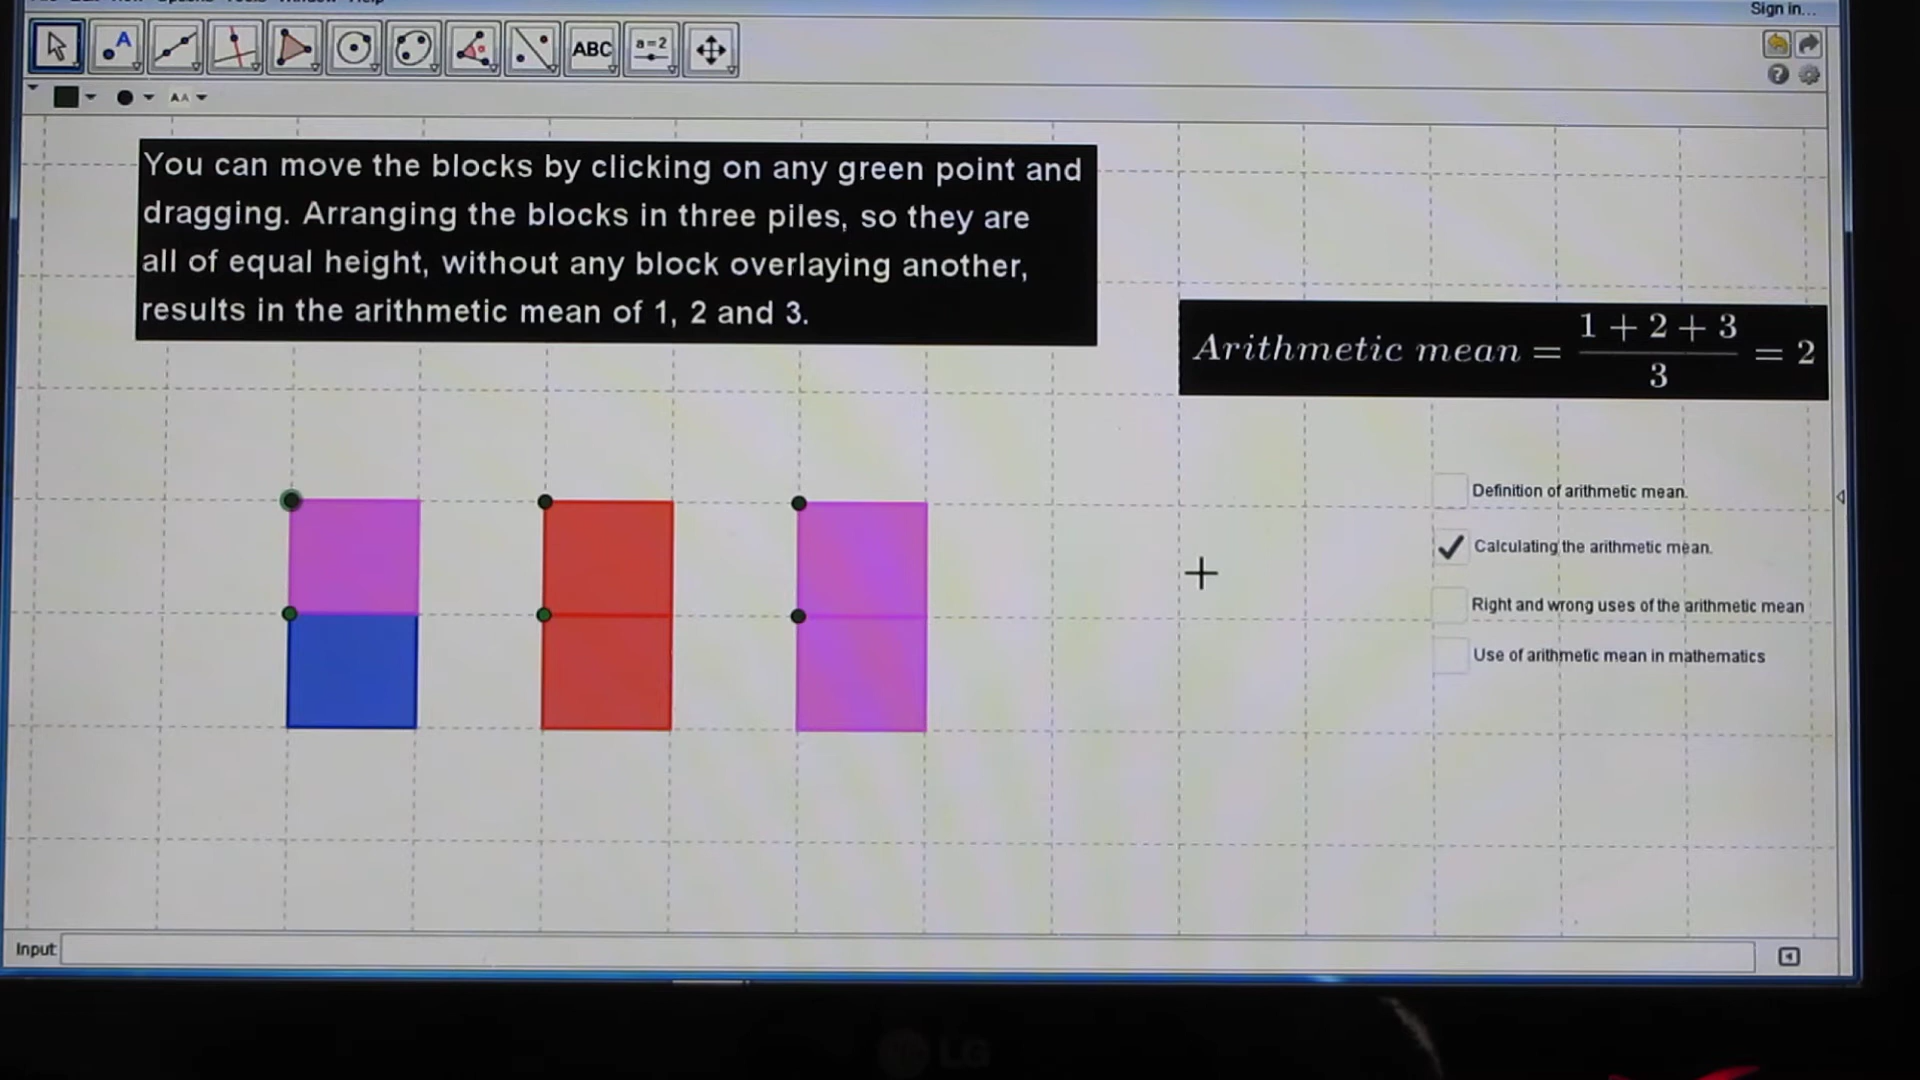 Sign in...
A
ABC
a=2
AA
You can move the blocks by clicking on any green point and
dragging. Arranging the blocks in three piles, so they are
all of equal height, without any block overlaying another,
results in the arithmetic mean of 1, 2 and 3.
Arithmetic mean = (1 + 2 + 3)/3 = 2
Definition of arithmetic mean.
Calculating the arithmetic mean.
Right and wrong uses of the arithmetic mean
Use of arithmetic mean in mathematics
Input:
LG